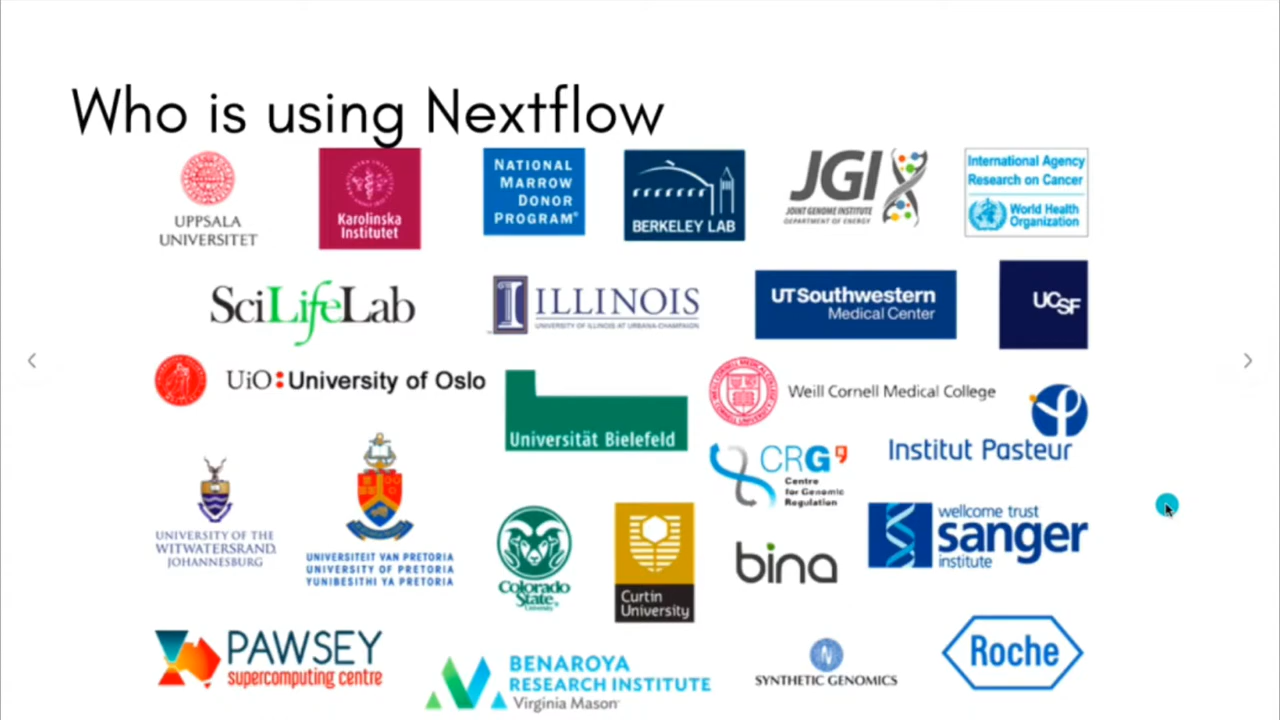 Who is using Nextflow
UPPSALA
UNIVERSITET
Karolinska
Institutet
NATIONAL
MARROW
DONOR
PROGRAM®
BERKELEY LAB
JGI
JOINT GENOME INSTITUTE
DEPARTMENT OF ENERGY
International Agency
Research on Cancer
World Health
Organization
SciLifeLab
ILLINOIS
UNIVERSITY OF ILLINOIS AT URBANA-CHAMPAIGN
UTSouthwestern
Medical Center
UCSF
UiO:University of Oslo
Universität Bielefeld
Weill Cornell Medical College
Institut Pasteur
CRG
Centre
for Genomic
Regulation
UNIVERSITY OF THE
WITWATERSRAND,
JOHANNESBURG
UNIVERSITEIT VAN PRETORIA
UNIVERSITY OF PRETORIA
YUNIBESITHI YA PRETORIA
Colorado
State
University
Curtin
University
bina
wellcome trust
sanger
institute
PAWSEY
supercomputing centre
BENAROYA
RESEARCH INSTITUTE
Virginia Mason
SYNTHETIC GENOMICS
Roche